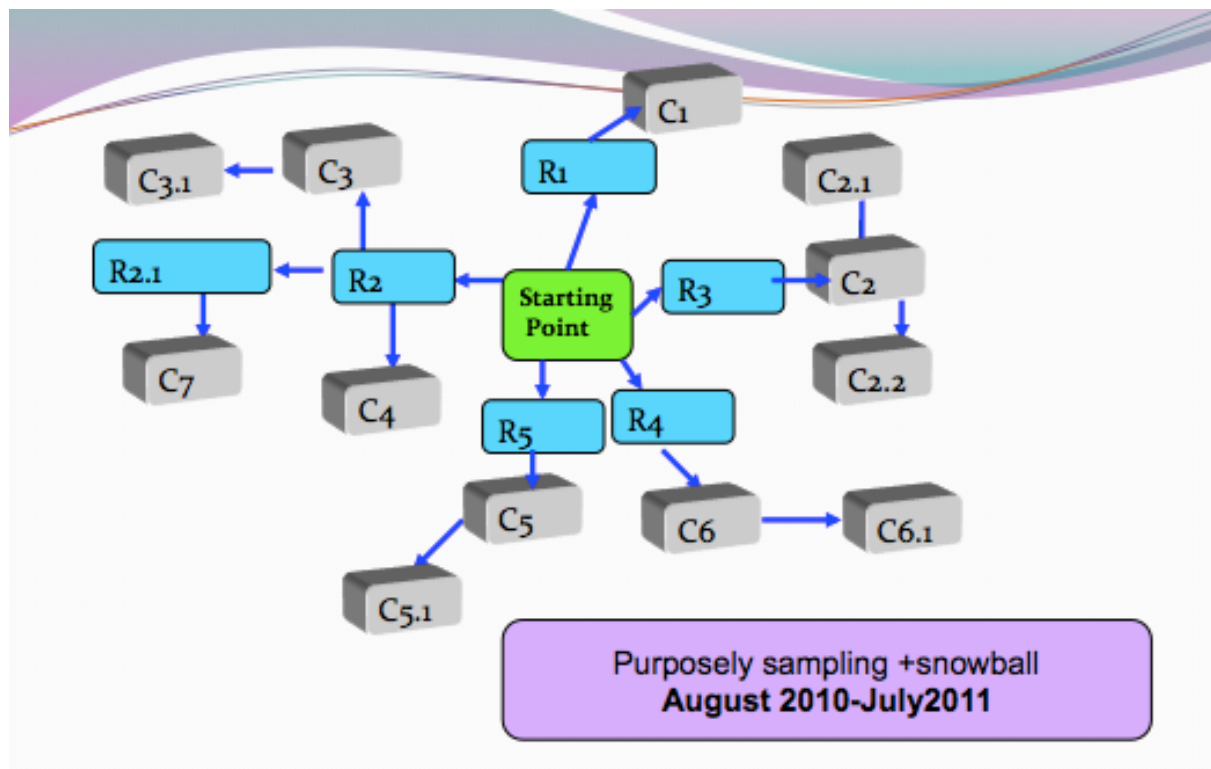 C1
R1
C3.1
C3
C2.1
R2.1
R2
Starting
Point
R3
C2
C7
C4
C2.2
R5
R4
C5
C6
C6.1
C5.1
Purposely sampling +snowball
August 2010-July2011